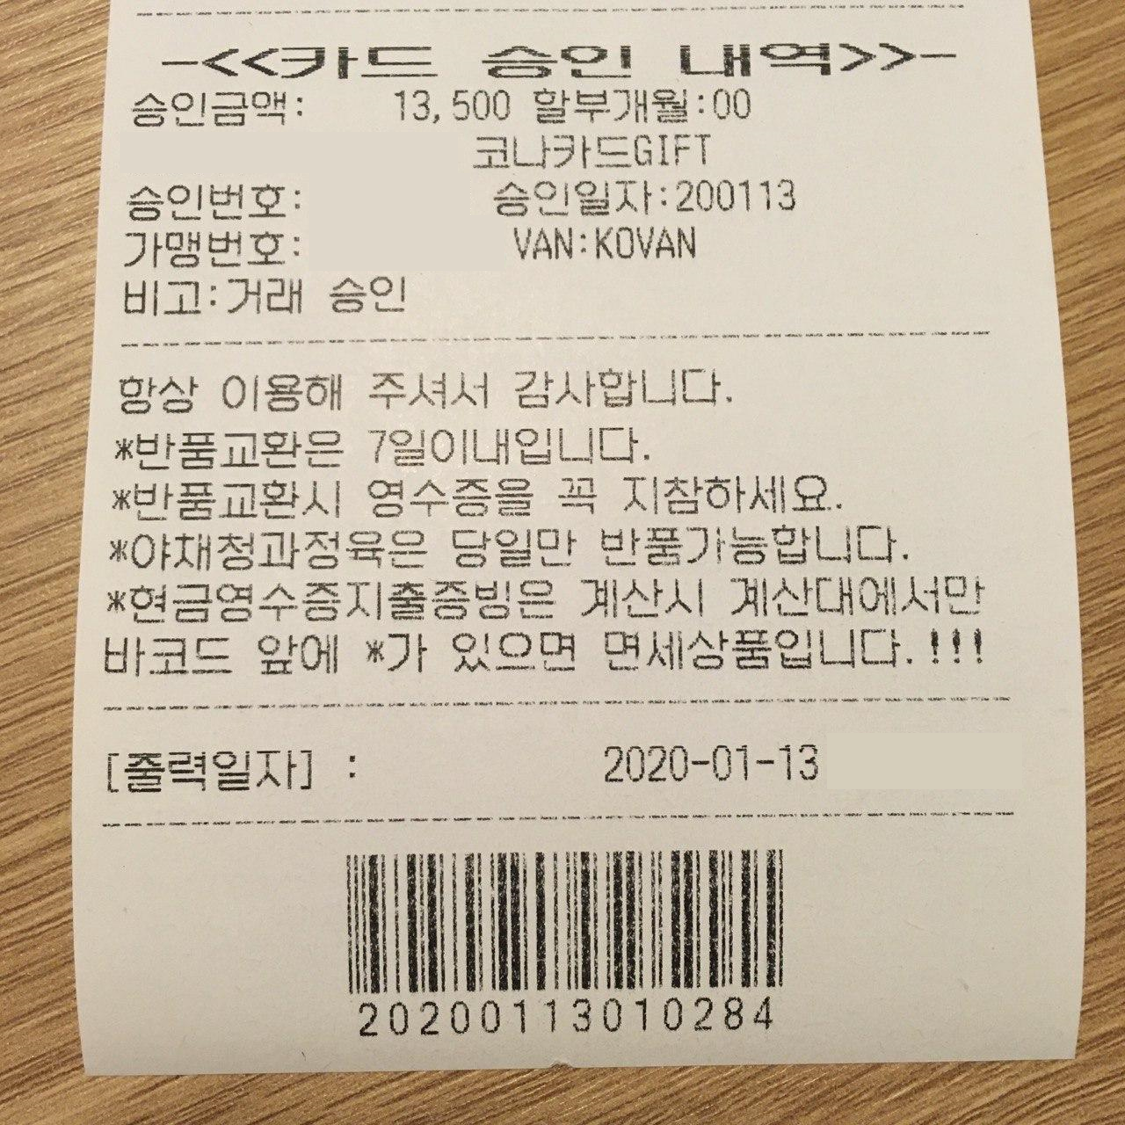 -<<카드 승인 내역>>-
승인금액: 13,500 할부개월:00
코나카드GIFT
승인번호: 승인일자:200113
가맹번호: VAN:KOVAN
비고:거래 승인
항상 이용해 주셔서 감사합니다.
*반품교환은 7일이내입니다.
*반품교환시 영수증을 꼭 지참하세요.
*야채청과정육은 당일만 반품가능합니다.
*현금영수증지출증빙은 계산시 계산대에서만
바코드 앞에 *가 있으면 면세상품입니다.!!!
[출력일자] : 2020-01-13
20200113010284